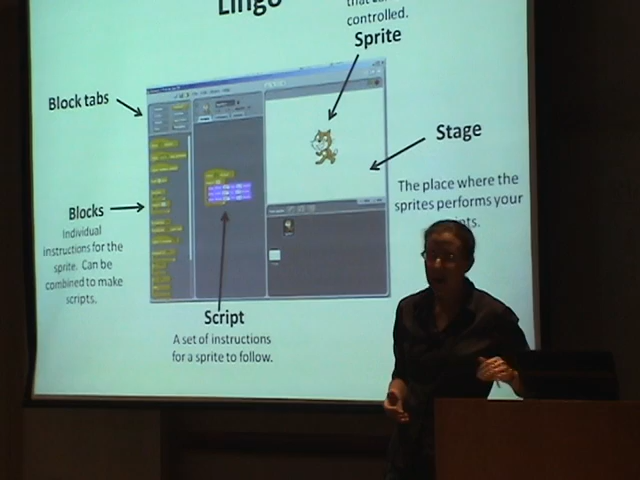 Lingo
controlled.
Sprite
Block tabs
Stage
The place where the
sprites performs your
Blocks
Individual
instructions for the
sprite. Can be
combined to make
scripts.
Script
A set of instructions
for a sprite to follow.